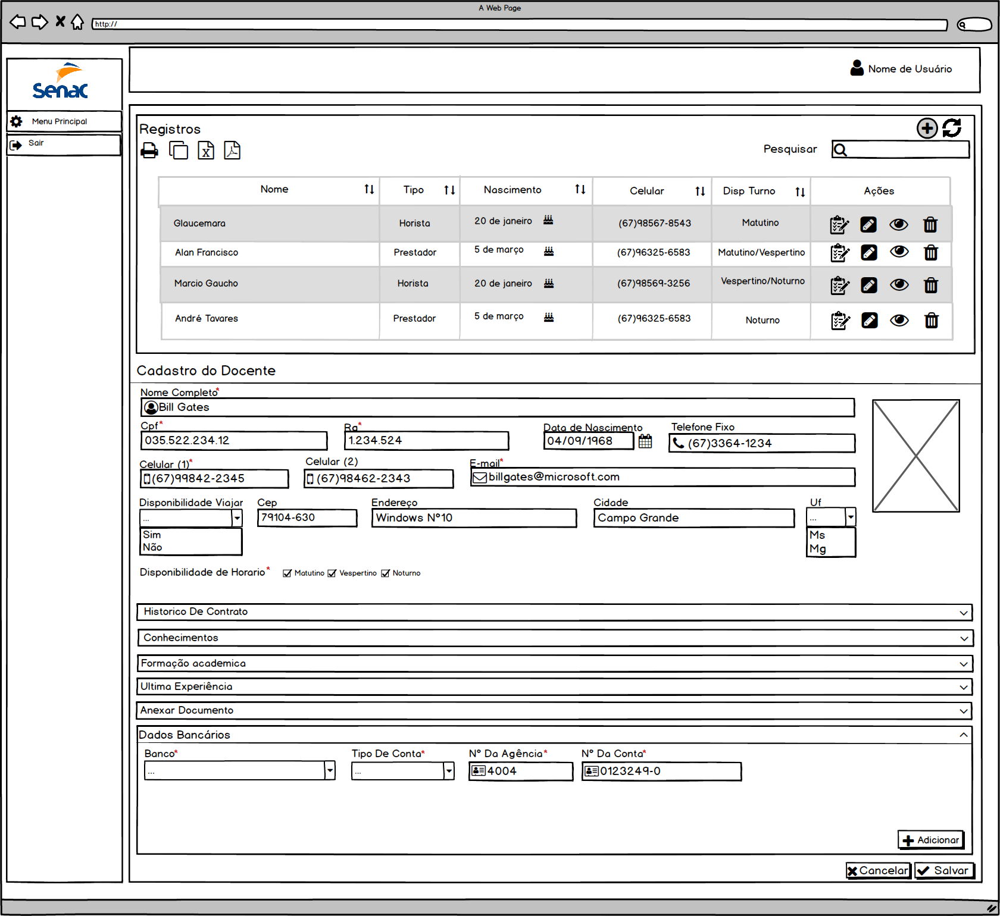 A Web Page
http://
Nome de Usuário
Senac
Menu Principal
Sair
Registros
Pesquisar
Nome Tipo Nascimento Celular Disp Turno Ações
Glaucemara Horista 20 de janeiro (67)98567-8543 Matutino
Alan Francisco Prestador 5 de março (67)96325-6583 Matutino/Vespertino
Marcio Gaucho Horista 20 de janeiro (67)98569-3256 Vespertino/Noturno
André Tavares Prestador 5 de março (67)96325-6583 Noturno
Cadastro do Docente
Nome Completo*
Bill Gates
Cpf* Rg* Data de Nascimento Telefone Fixo
035.522.234.12 1.234.524 04/09/1968 (67)3364-1234
Celular (1)* Celular (2) E-mail*
(67)99842-2345 (67)98462-2343 billgates@microsoft.com
Disponibilidade Viajar Cep Endereço Cidade Uf
... 79104-630 Windows Nº10 Campo Grande ...
Sim Ms
Não Mg
Disponibilidade de Horario* Matutino Vespertino Noturno
Historico De Contrato
Conhecimentos
Formação academica
Ultima Experiência
Anexar Documento
Dados Bancários
Banco* Tipo De Conta* Nº Da Agência* Nº Da Conta*
... ... 4004 0123249-0
Adicionar
Cancelar Salvar